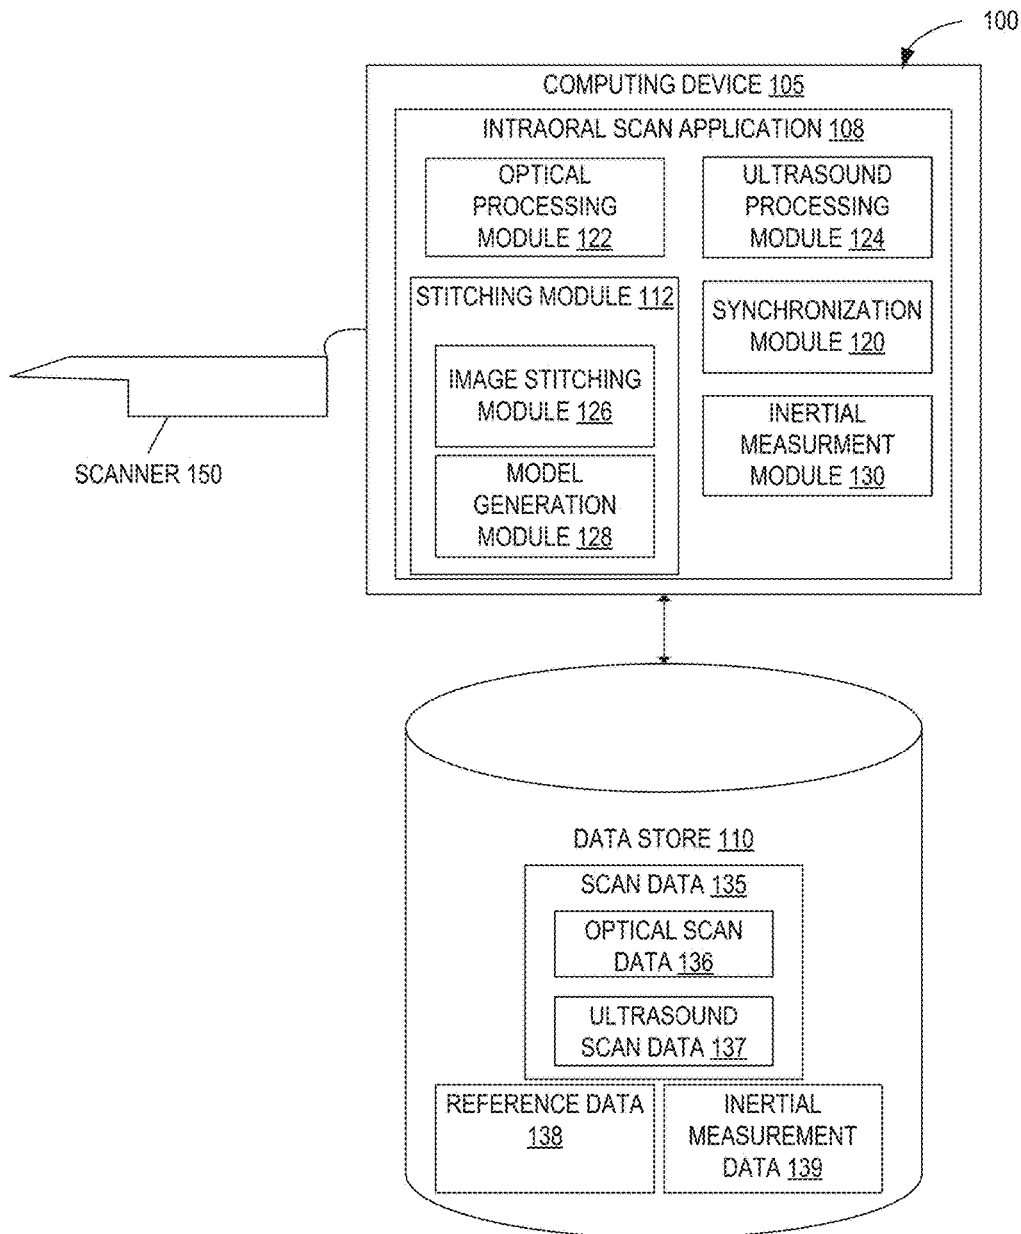 100
COMPUTING DEVICE 105
INTRAORAL SCAN APPLICATION 108
OPTICAL
PROCESSING
MODULE 122
ULTRASOUND
PROCESSING
MODULE 124
STITCHING MODULE 112
SYNCHRONIZATION
MODULE 120
IMAGE STITCHING
MODULE 126
INERTIAL
MEASURMENT
MODULE 130
MODEL
GENERATION
MODULE 128
SCANNER 150
DATA STORE 110
SCAN DATA 135
OPTICAL SCAN
DATA 136
ULTRASOUND
SCAN DATA 137
REFERENCE DATA
138
INERTIAL
MEASUREMENT
DATA 139